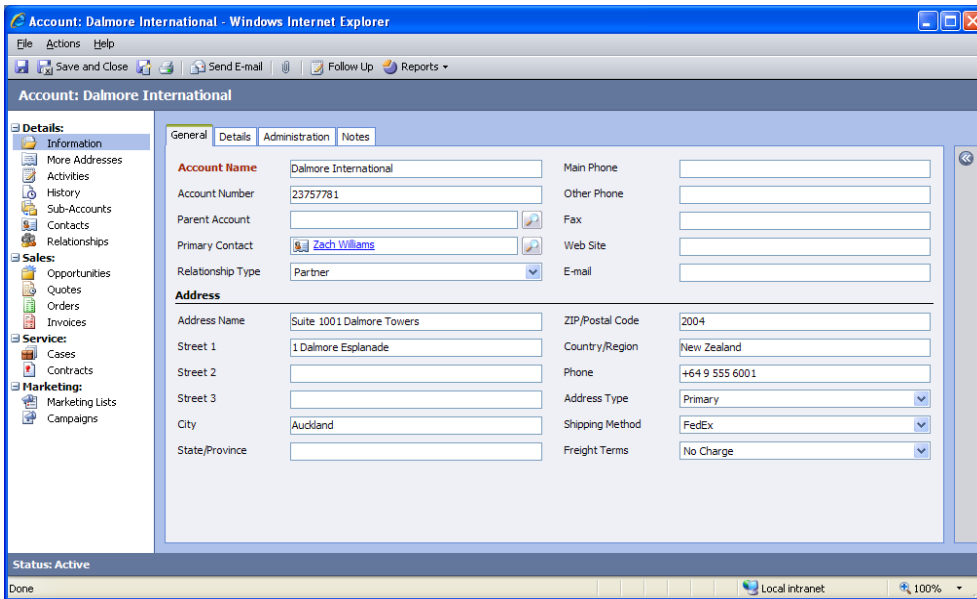 Account: Dalmore International - Windows Internet Explorer
File Actions Help
Save and Close Send E-mail Follow Up Reports
Account: Dalmore International
Details:
Information
More Addresses
Activities
History
Sub-Accounts
Contacts
Relationships
Sales:
Opportunities
Quotes
Orders
Invoices
Service:
Cases
Contracts
Marketing:
Marketing Lists
Campaigns
General Details Administration Notes
Account Name Dalmore International Main Phone
Account Number 23757781 Other Phone
Parent Account Fax
Primary Contact Zach Williams Web Site
Relationship Type Partner E-mail
Address
Address Name Suite 1001 Dalmore Towers ZIP/Postal Code 2004
Street 1 1 Dalmore Esplanade Country/Region New Zealand
Street 2 Phone +64 9 555 6001
Street 3 Address Type Primary
City Auckland Shipping Method FedEx
State/Province Freight Terms No Charge
Status: Active
Done Local intranet 100%